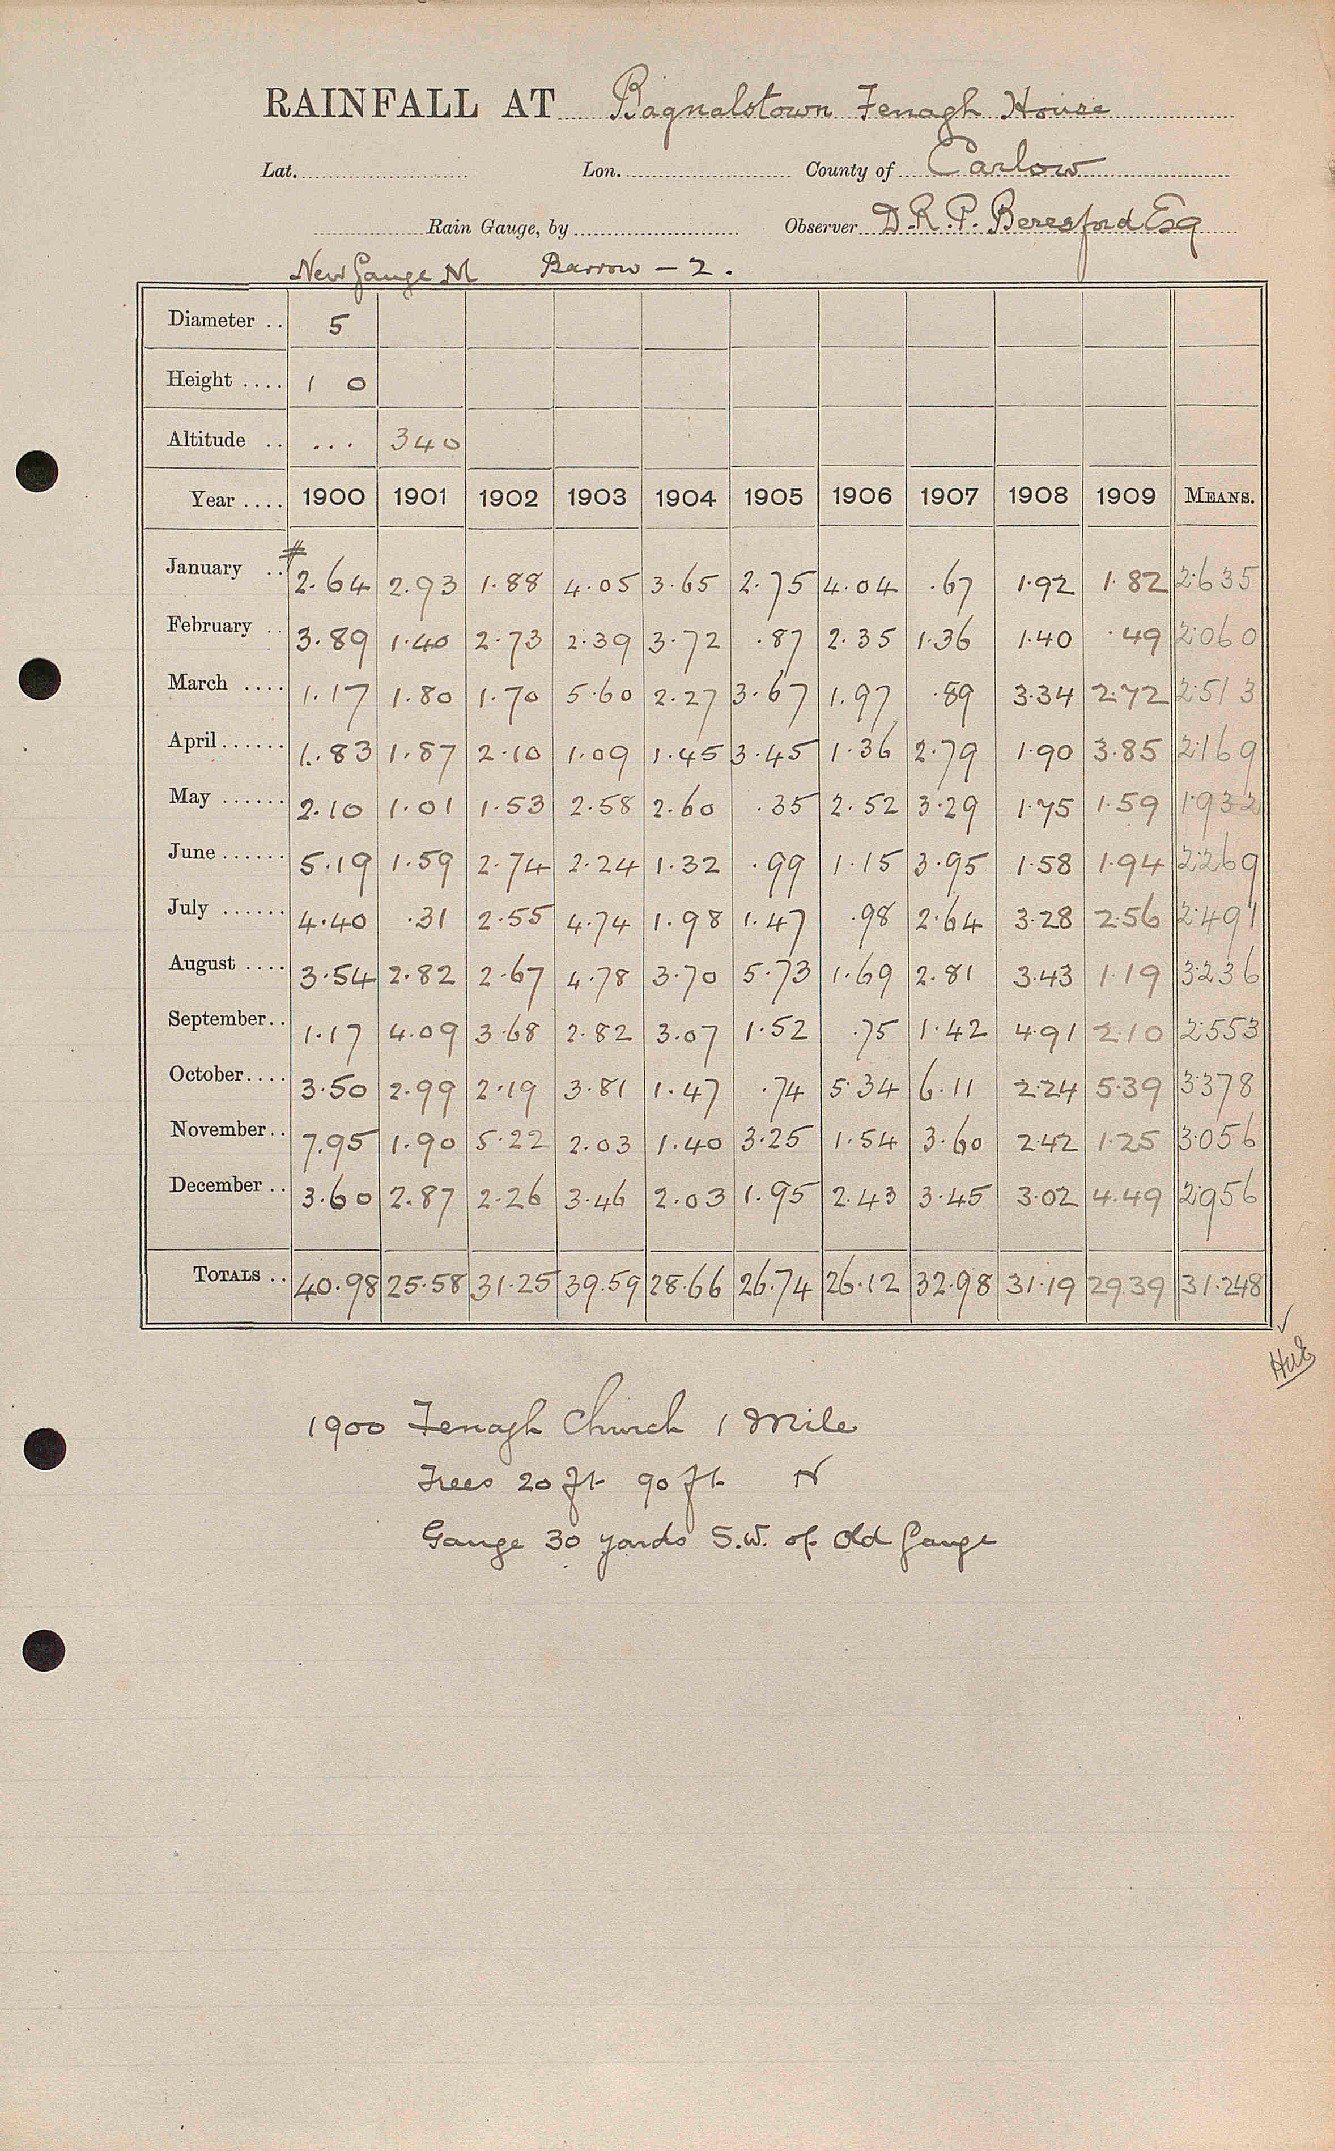 RAINFALL AT Bagnalstown Fenagh House
Lat. Lon. County of Carlow
Rain Gauge, by Observer D.R.P. Beresford Esq
New Gauge M Barrow - 2.
Diameter .. 5
Height .... 1 0
Altitude .. ... 340
Year .... 1900 1901 1902 1903 1904 1905 1906 1907 1908 1909 MEANS.
January .. # 2.64 2.93 1.88 4.05 3.65 2.75 4.04 .67 1.92 1.82 2.635
February .. 3.89 1.40 2.73 2.39 3.72 .87 2.35 1.36 1.40 .49 2.060
March .... 1.17 1.80 1.70 5.60 2.27 3.67 1.97 .89 3.34 2.72 2.513
April...... 1.83 1.87 2.10 1.09 1.45 3.45 1.36 2.79 1.90 3.85 2.169
May ...... 2.10 1.01 1.53 2.58 2.60 .35 2.52 3.29 1.75 1.59 1.932
June ...... 5.19 1.59 2.74 2.24 1.32 .99 1.15 3.95 1.58 1.94 2.269
July ...... 4.40 .31 2.55 4.74 1.98 1.47 .98 2.64 3.28 2.56 2.491
August .... 3.54 2.82 2.67 4.78 3.70 5.73 1.69 2.81 3.43 1.19 3.236
September.. 1.17 4.09 3.68 2.82 3.07 1.52 .75 1.42 4.91 2.10 2.553
October.... 3.50 2.99 2.19 3.81 1.47 .74 5.34 6.11 2.24 5.39 3.378
November.. 7.95 1.90 5.22 2.03 1.40 3.25 1.54 3.60 2.42 1.25 3.056
December .. 3.60 2.87 2.26 3.46 2.03 1.95 2.43 3.45 3.02 4.49 2.956
TOTALS .. 40.98 25.58 31.25 39.59 28.66 26.74 26.12 32.98 31.19 29.39 31.248
1900 Fenagh Church 1 Mile
Trees 20 ft 90 ft N
Gauge 30 yards S.W. of old Gauge